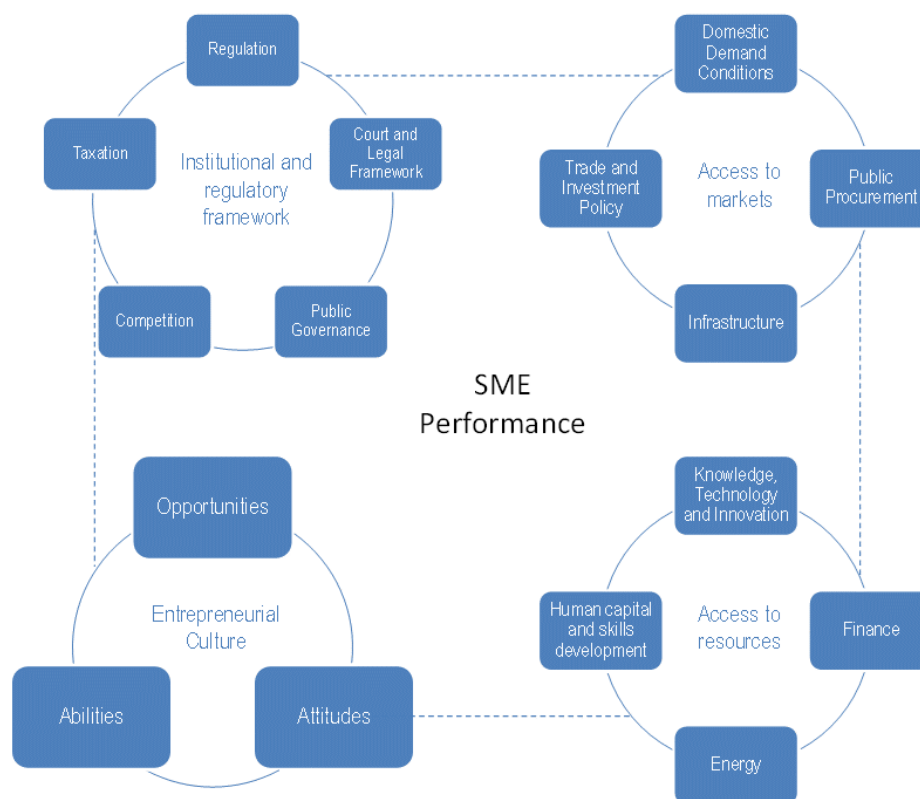 Regulation
Taxation
Court and
Legal
Framework
Institutional and
regulatory
framework
Competition
Public
Governance
Domestic
Demand
Conditions
Trade and
Investment
Policy
Access to
markets
Public
Procurement
Infrastructure
SME
Performance
Opportunities
Entrepreneurial
Culture
Abilities
Attitudes
Knowledge,
Technology
and Innovation
Human capital
and skills
development
Access to
resources
Finance
Energy